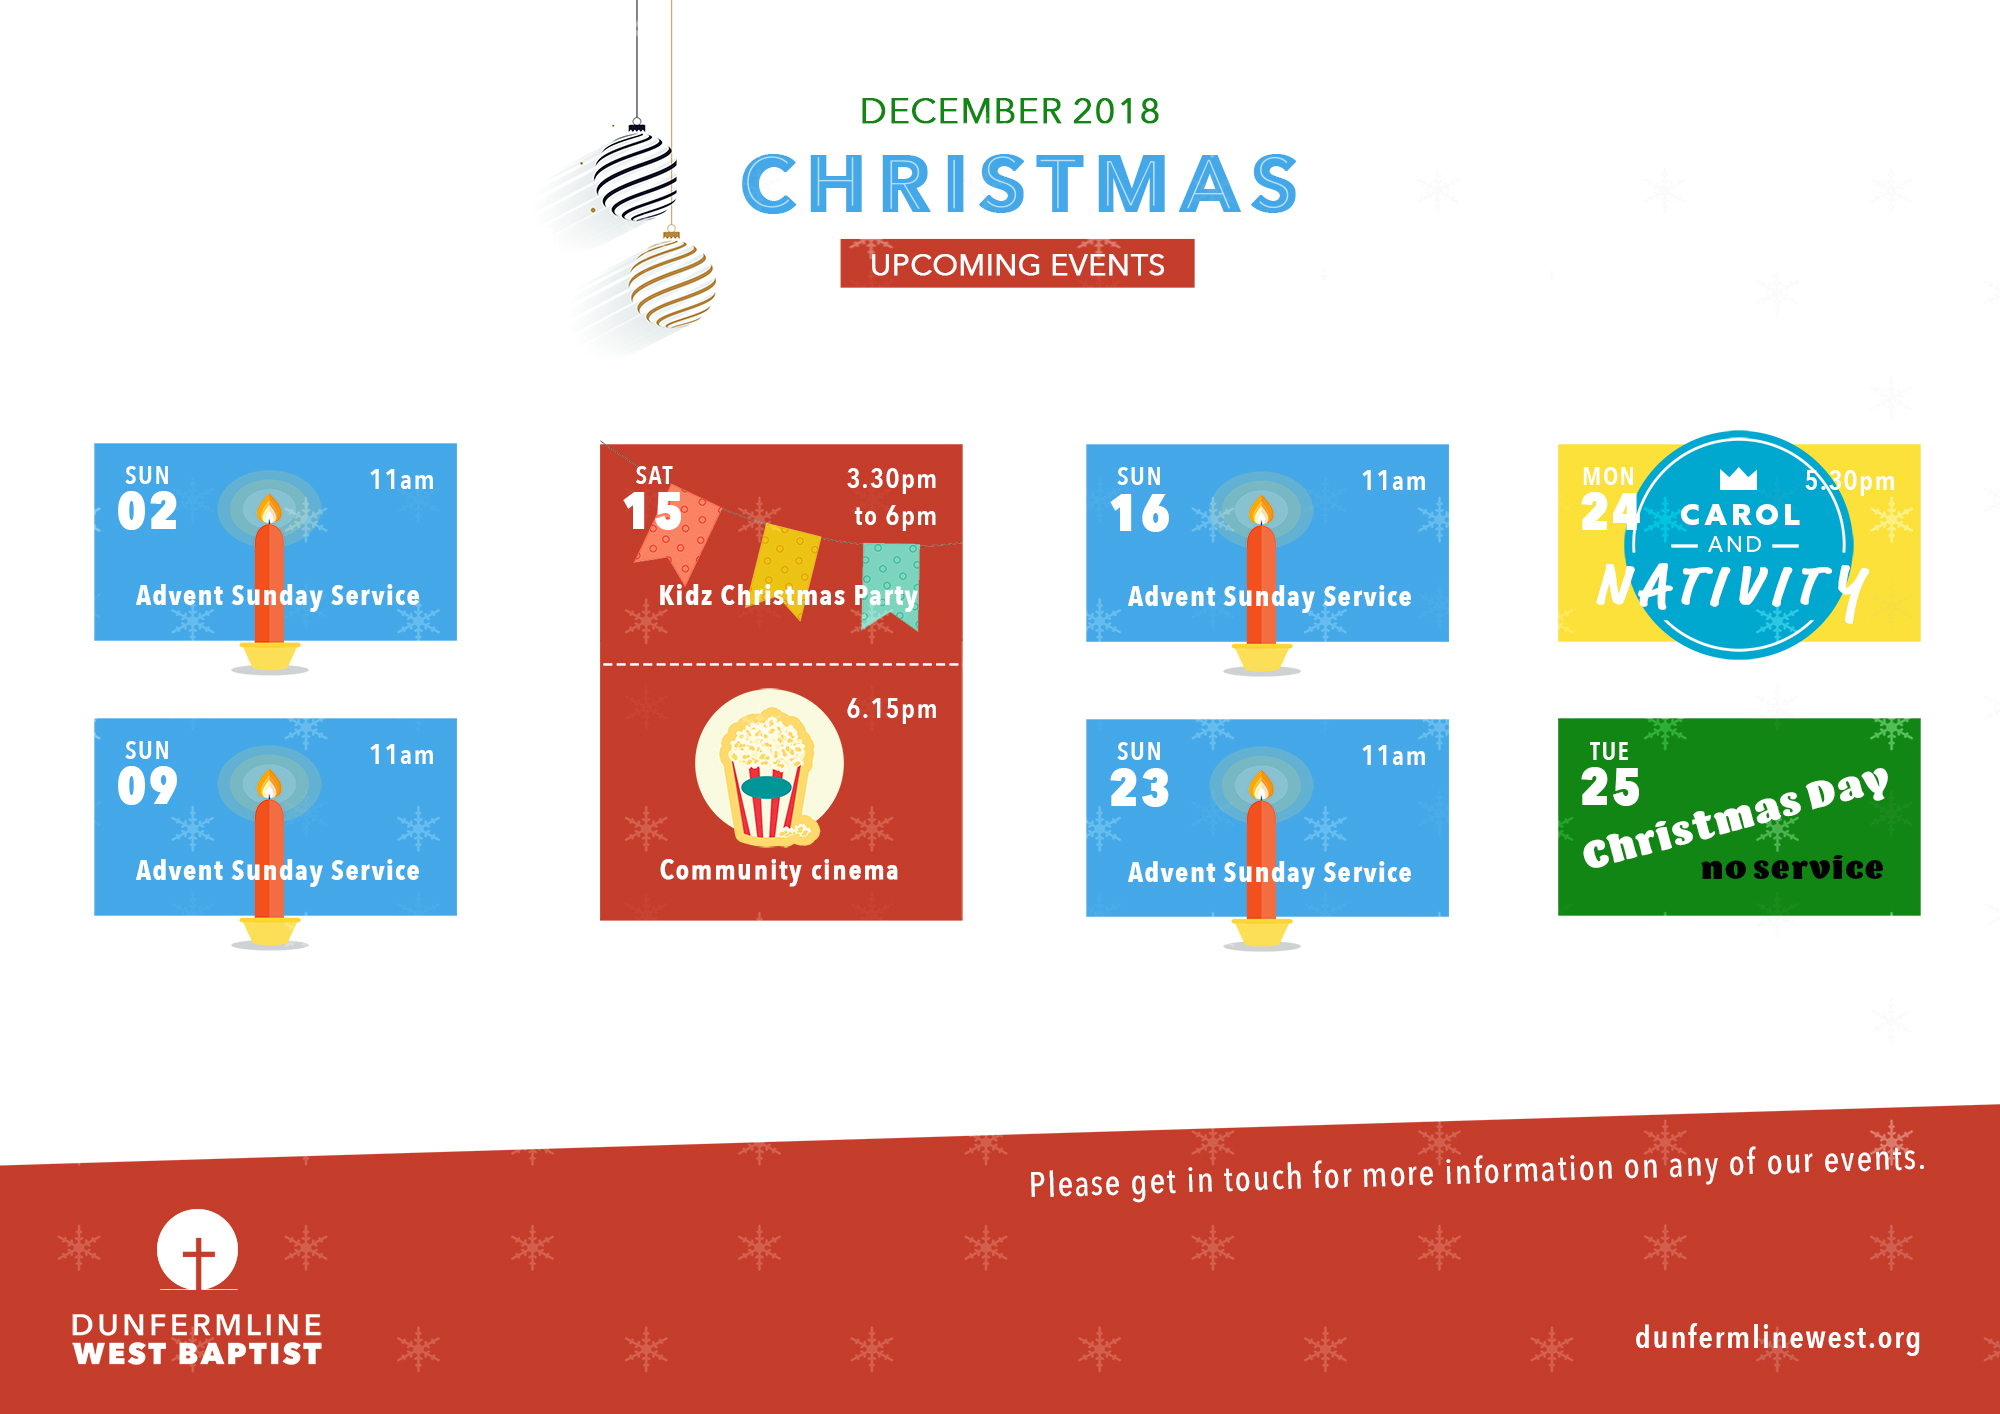 DECEMBER 2018
CHRISTMAS
UPCOMING EVENTS
SUN
02
11am
Advent Sunday Service
SUN
09
11am
Advent Sunday Service
SAT
15
3.30pm
to 6pm
Kidz Christmas Party
6.15pm
Community cinema
SUN
16
11am
Advent Sunday Service
SUN
23
11am
Advent Sunday Service
MON
24
5.30pm
CAROL
AND
NATIVITY
TUE
25
Christmas Day
no service
Please get in touch for more information on any of our events.
DUNFERMLINE
WEST BAPTIST
dunfermlinewest.org